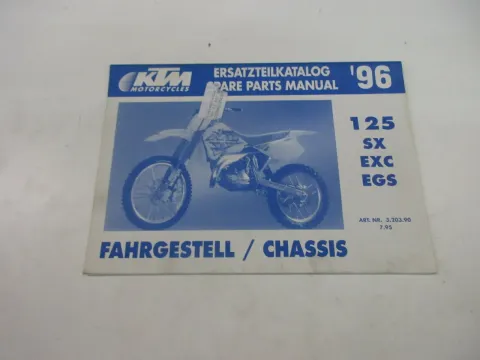 KTM
MOTORCYCLES
ERSATZTEILKATALOG
SPARE PARTS MANUAL
'96
125
SX
EXC
EGS
ART. NR. 3.203.90
7.95
FAHRGESTELL / CHASSIS